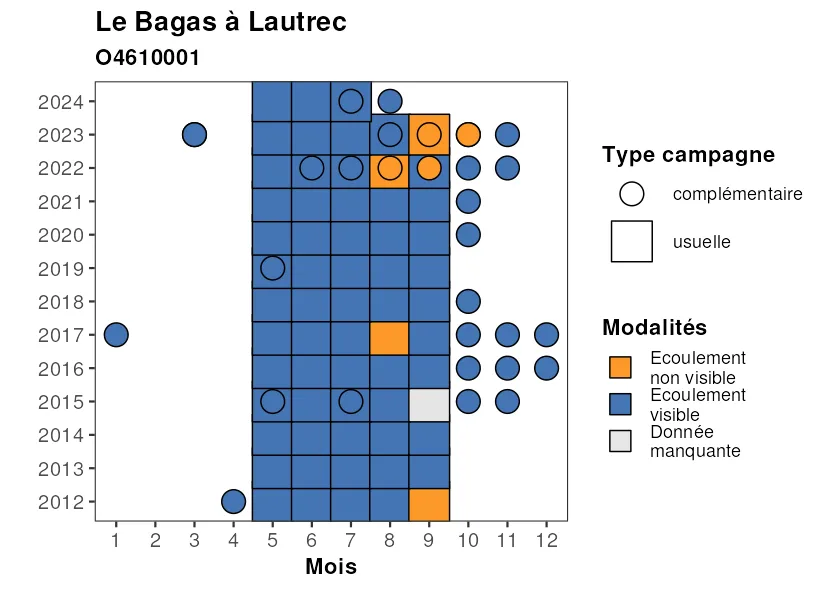 Le Bagas à Lautrec
O4610001
2024
2023
2022
2021
2020
2019
2018
2017
2016
2015
2014
2013
2012
1 2 3 4 5 6 7 8 9 10 11 12
Mois
Type campagne
complémentaire
usuelle
Modalités
Ecoulement
non visible
Ecoulement
visible
Donnée
manquante